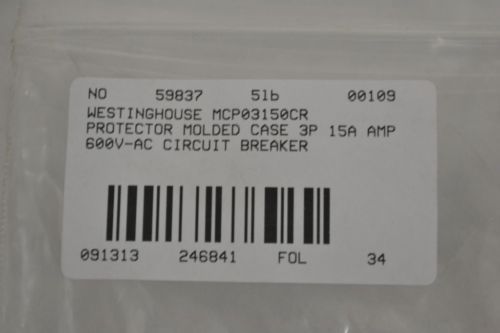 NO 59837 5lb 00109
WESTINGHOUSE MCP03150CR
PROTECTOR MOLDED CASE 3P 15A AMP
600V-AC CIRCUIT BREAKER
091313 246841 FOL 34